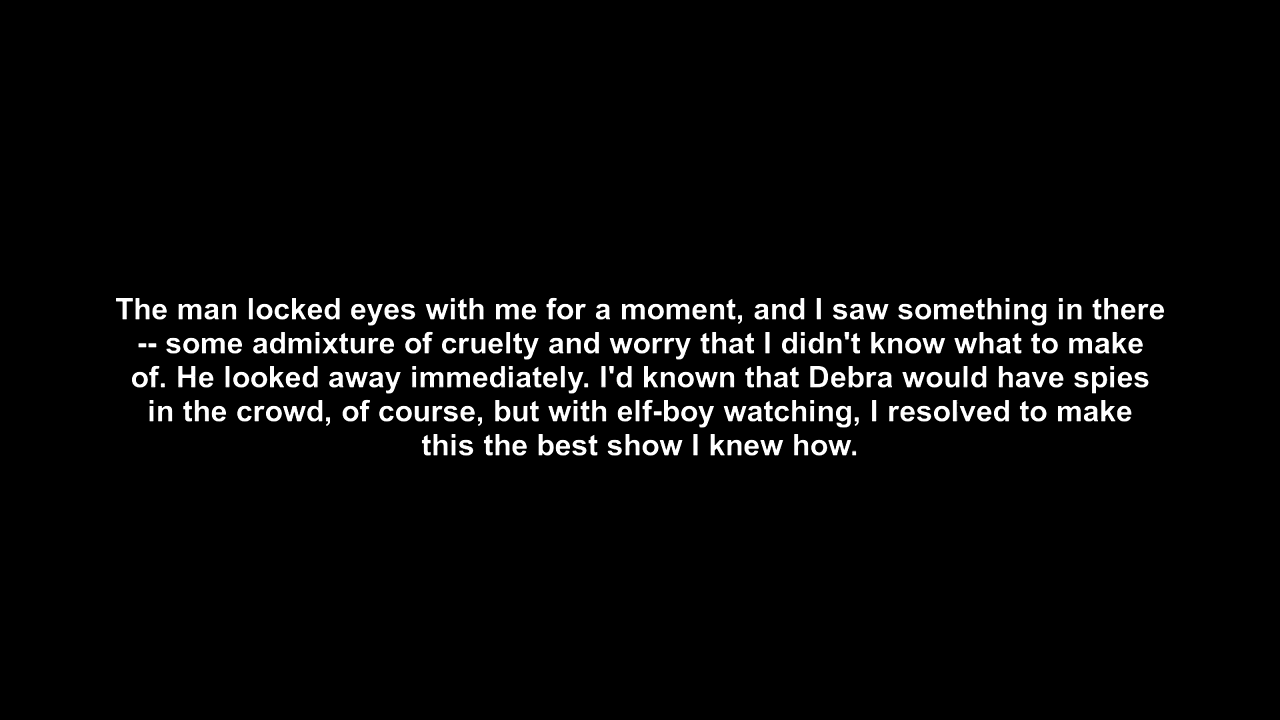 The man locked eyes with me for a moment, and I saw something in there
-- some admixture of cruelty and worry that I didn't know what to make
of. He looked away immediately. I'd known that Debra would have spies
in the crowd, of course, but with elf-boy watching, I resolved to make
this the best show I knew how.